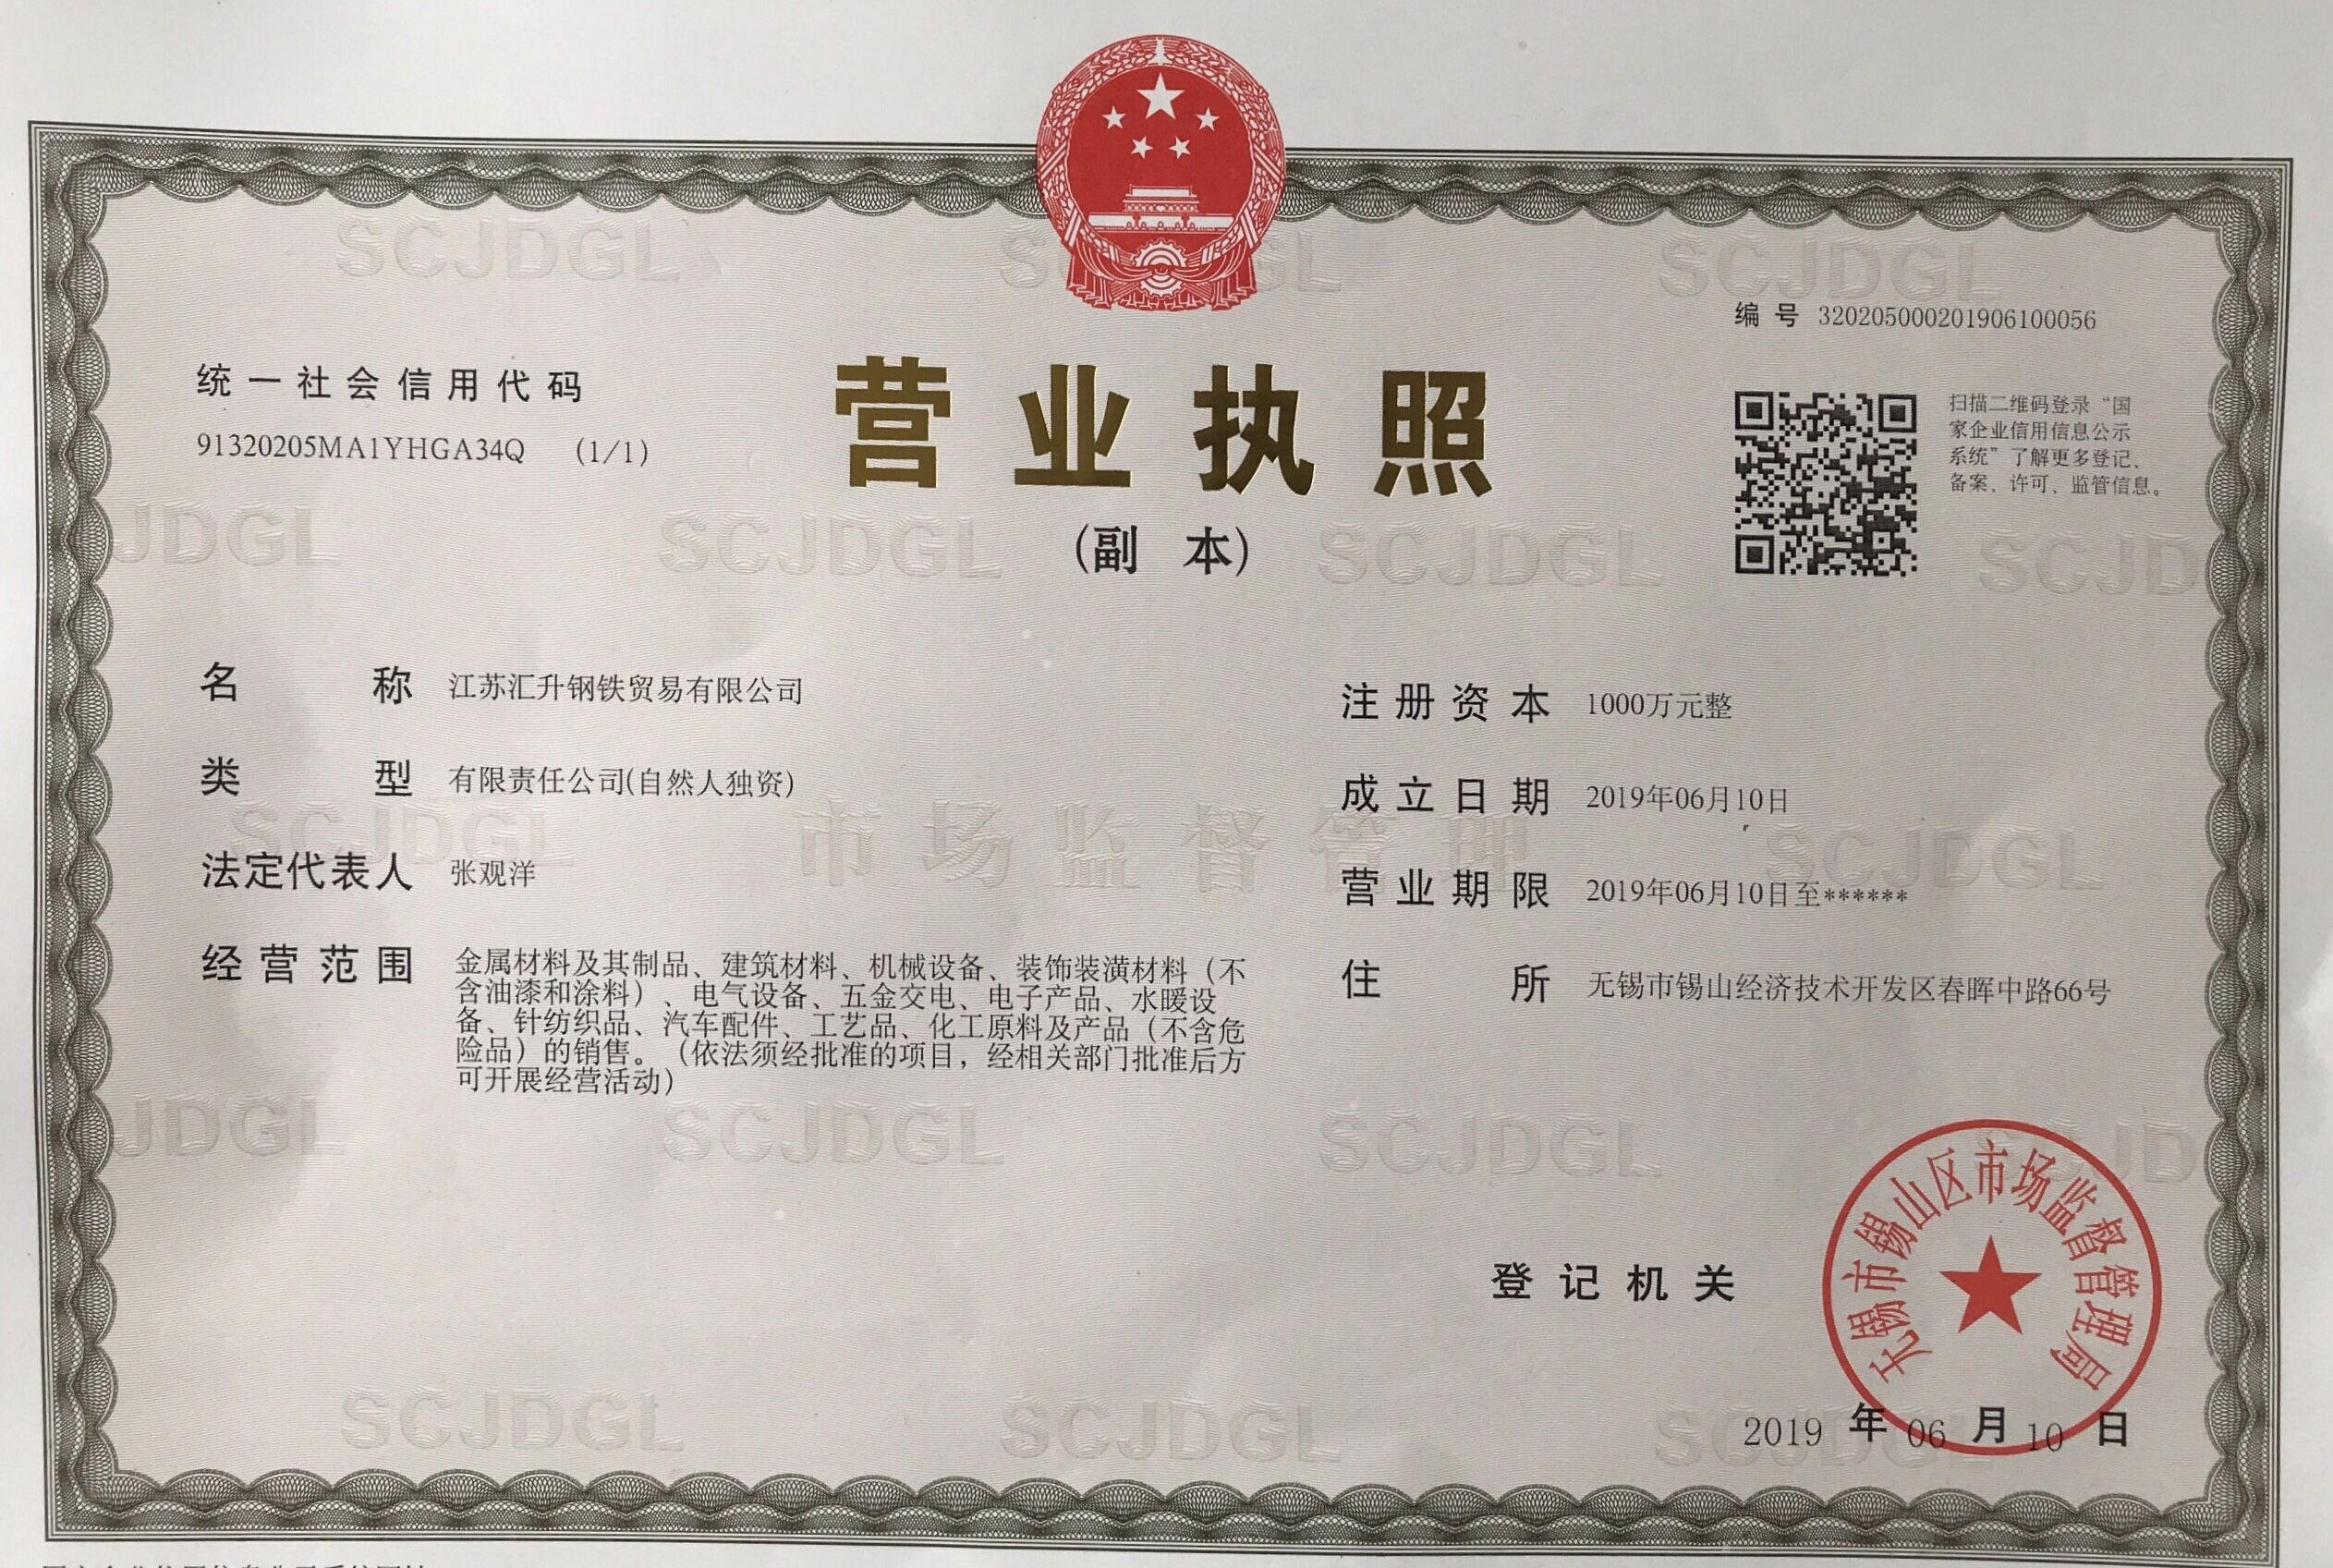 编号 320205000201906100056
统一社会信用代码
91320205MA1YHGA34Q (1/1)
营业执照
(副 本)
扫描二维码登录“国
家企业信用信息公示
系统”了解更多登记、
备案、许可、监管信息。
名称 江苏汇升钢铁贸易有限公司
类型 有限责任公司(自然人独资)
法定代表人 张观洋
经营范围 金属材料及其制品、建筑材料、机械设备、装饰装潢材料（不
含油漆和涂料）、电气设备、五金交电、电子产品、水暖设
备、针纺织品、汽车配件、工艺品、化工原料及产品（不含危
险品）的销售。（依法须经批准的项目，经相关部门批准后方
可开展经营活动）
注册资本 1000万元整
成立日期 2019年06月10日
营业期限 2019年06月10日至******
住所 无锡市锡山经济技术开发区春晖中路66号
登记机关
无锡市锡山区市场监督管理局
2019 年 06 月 10 日
SCJDGL
市场监督管理